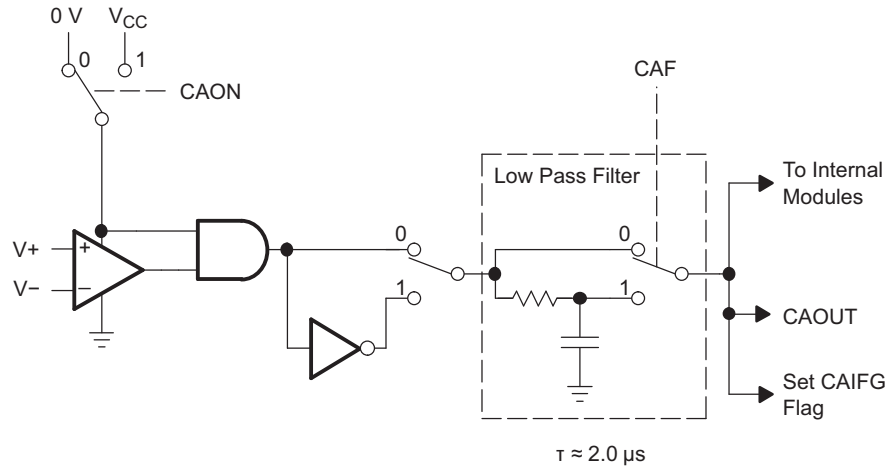 0 V
VCC
0
1
CAON
CAF
Low Pass Filter
To Internal
Modules
V+
+
V−
−
0
1
0
1
CAOUT
Set CAIFG
Flag
τ ≈ 2.0 μs